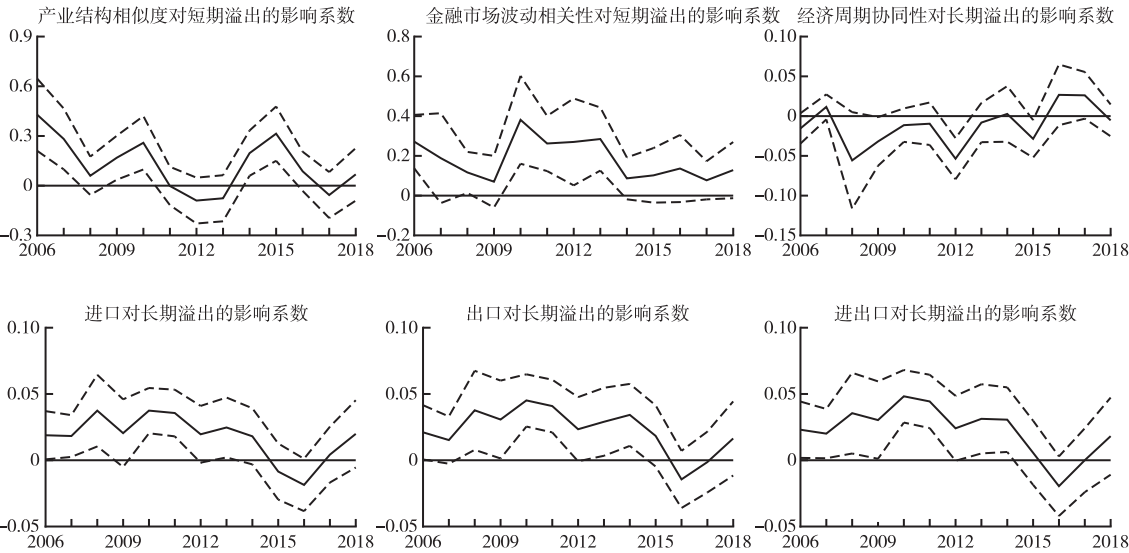 产业结构相似度对短期溢出的影响系数
0.9
0.6
0.3
0
−0.3
2006 2009 2012 2015 2018
金融市场波动相关性对短期溢出的影响系数
0.8
0.6
0.4
0.2
0
−0.2
2006 2009 2012 2015 2018
经济周期协同性对长期溢出的影响系数
0.10
0.05
0
−0.05
−0.10
−0.15
2006 2009 2012 2015 2018
进口对长期溢出的影响系数
0.10
0.05
0
−0.05
2006 2009 2012 2015 2018
出口对长期溢出的影响系数
0.10
0.05
0
−0.05
2006 2009 2012 2015 2018
进出口对长期溢出的影响系数
0.10
0.05
0
−0.05
2006 2009 2012 2015 2018